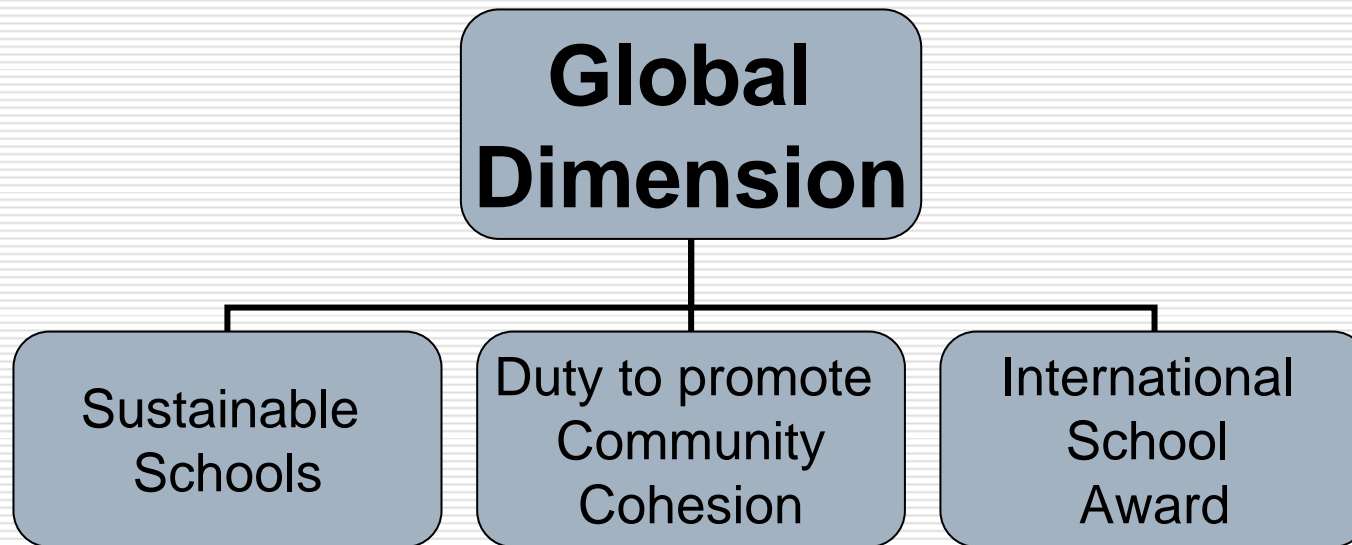 Global
Dimension
Sustainable
Schools
Duty to promote
Community
Cohesion
International
School
Award